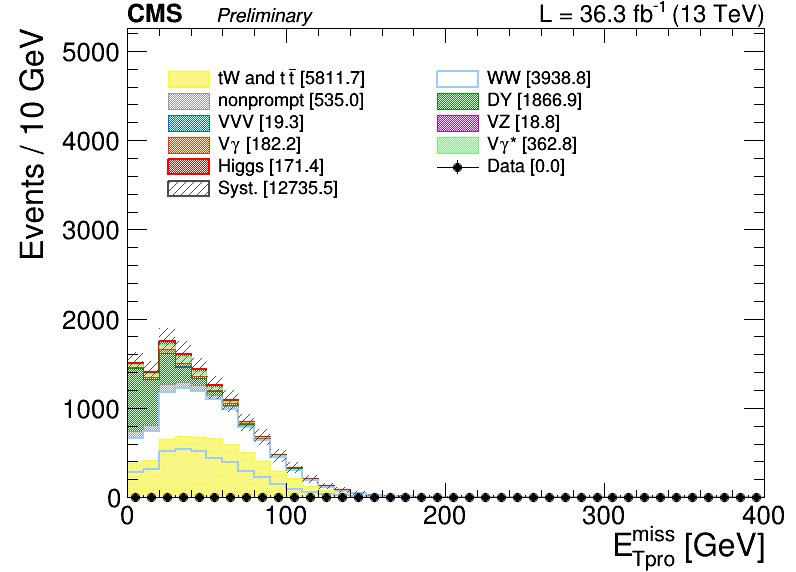 CMS Preliminary L = 36.3 fb⁻¹ (13 TeV)
Events / 10 GeV
5000
4000
3000
2000
1000
0
tW and tt̄ [5811.7]
nonprompt [535.0]
VVV [19.3]
Vγ [182.2]
Higgs [171.4]
Syst. [12735.5]
WW [3938.8]
DY [1866.9]
VZ [18.8]
Vγ* [362.8]
Data [0.0]
0 100 200 300 400
E_Tpro^miss [GeV]